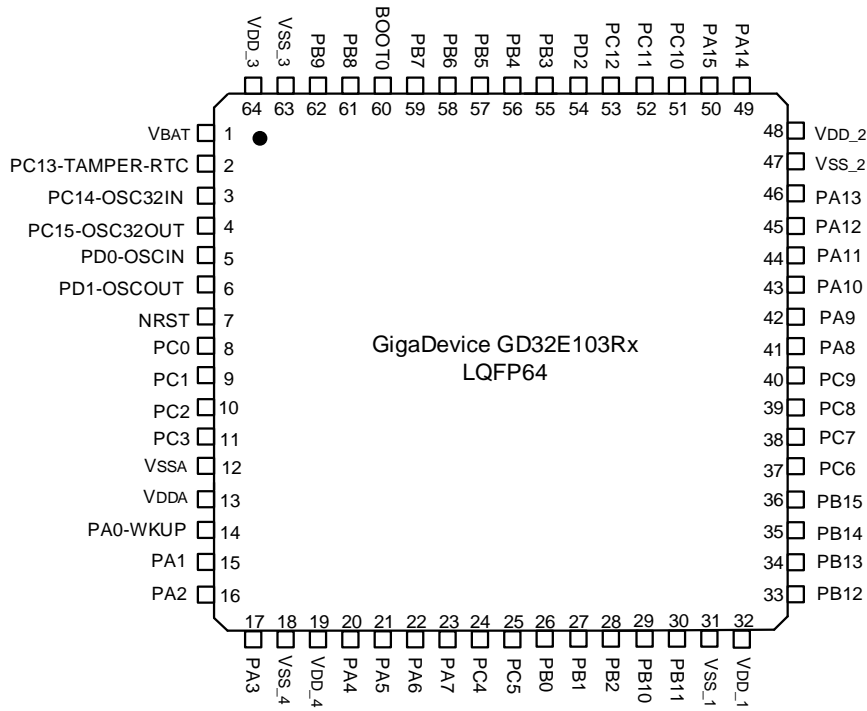 VDD_3 VSS_3 PB9 PB8 BOOT0 PB7 PB6 PB5 PB4 PB3 PD2 PC12 PC11 PC10 PA15 PA14
64 63 62 61 60 59 58 57 56 55 54 53 52 51 50 49
VBAT 1 48 VDD_2
PC13-TAMPER-RTC 2 47 VSS_2
PC14-OSC32IN 3 46 PA13
PC15-OSC32OUT 4 45 PA12
PD0-OSCIN 5 44 PA11
PD1-OSCOUT 6 43 PA10
NRST 7 42 PA9
PC0 8 41 PA8
PC1 9 40 PC9
PC2 10 39 PC8
PC3 11 38 PC7
VSSA 12 37 PC6
VDDA 13 36 PB15
PA0-WKUP 14 35 PB14
PA1 15 34 PB13
PA2 16 33 PB12
GigaDevice GD32E103Rx
LQFP64
17 18 19 20 21 22 23 24 25 26 27 28 29 30 31 32
PA3 VSS_4 VDD_4 PA4 PA5 PA6 PA7 PC4 PC5 PB0 PB1 PB2 PB10 PB11 VSS_1 VDD_1